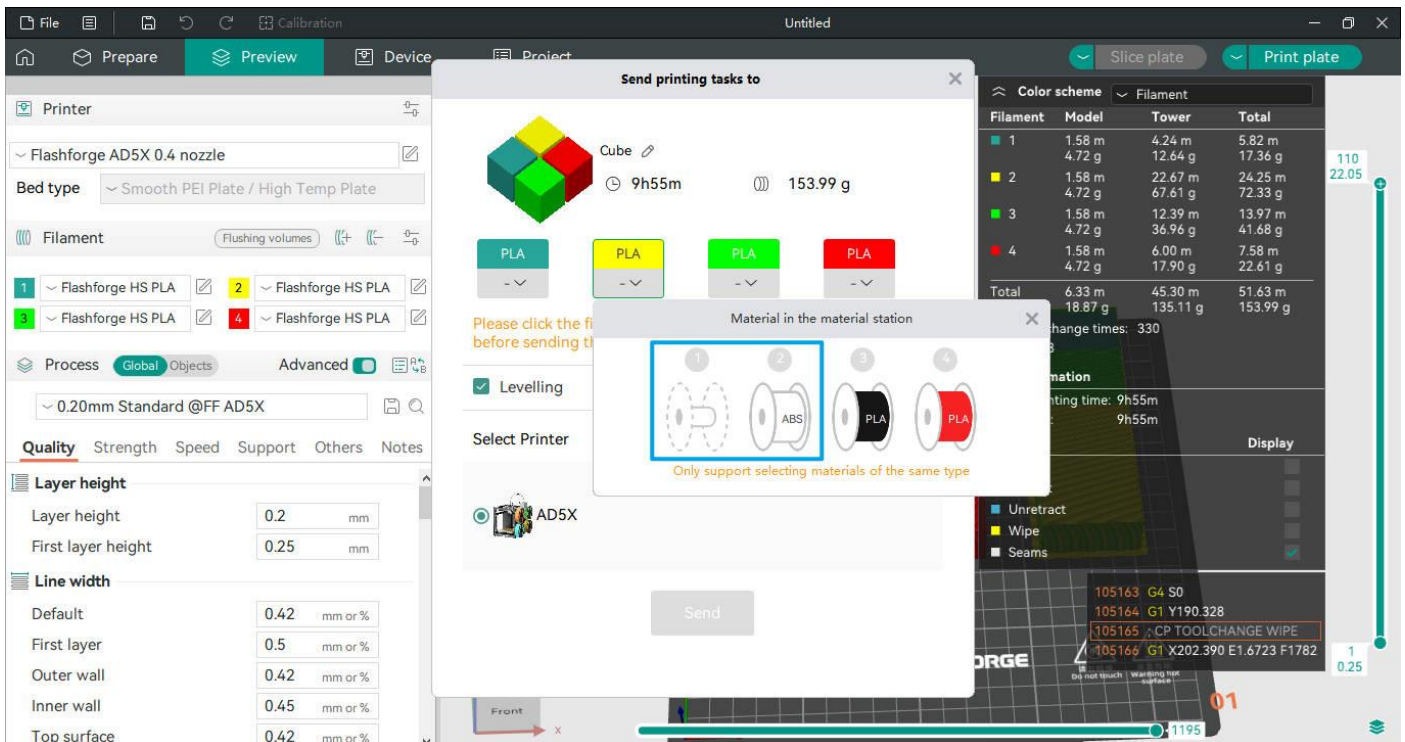 File Calibration Untitled
Prepare Preview Device Project Slice plate Print plate
Printer
Flashforge AD5X 0.4 nozzle
Bed type Smooth PEI Plate / High Temp Plate
Filament Flushing volumes
1 Flashforge HS PLA 2 Flashforge HS PLA
3 Flashforge HS PLA 4 Flashforge HS PLA
Process Global Objects Advanced
0.20mm Standard @FF AD5X
Quality Strength Speed Support Others Notes
Layer height
Layer height 0.2 mm
First layer height 0.25 mm
Line width
Default 0.42 mm or %
First layer 0.5 mm or %
Outer wall 0.42 mm or %
Inner wall 0.45 mm or %
Top surface 0.42 mm or %
Send printing tasks to
Cube
9h55m 153.99 g
PLA PLA PLA PLA
- - - -
Please click the fi
before sending th
Levelling
Select Printer
AD5X
Send
Material in the material station
1 2 3 4
ABS PLA PLA
Only support selecting materials of the same type
Color scheme Filament
Filament Model Tower Total
1 1.58 m 4.24 m 5.82 m
4.72 g 12.64 g 17.36 g
2 1.58 m 22.67 m 24.25 m
4.72 g 67.61 g 72.33 g
3 1.58 m 12.39 m 13.97 m
4.72 g 36.96 g 41.68 g
4 1.58 m 6.00 m 7.58 m
4.72 g 17.90 g 22.61 g
Total 6.33 m 45.30 m 51.63 m
18.87 g 135.11 g 153.99 g
hange times: 330
mation
nting time: 9h55m
9h55m
Display
Unretract
Wipe
Seams
105163 G4 S0
105164 G1 Y190.328
105165 ; CP TOOLCHANGE WIPE
105166 G1 X202.390 E1.6723 F1782
110
22.05
1
0.25
ORGE
Do not touch Warning hot
surface
01
Front
x
1195